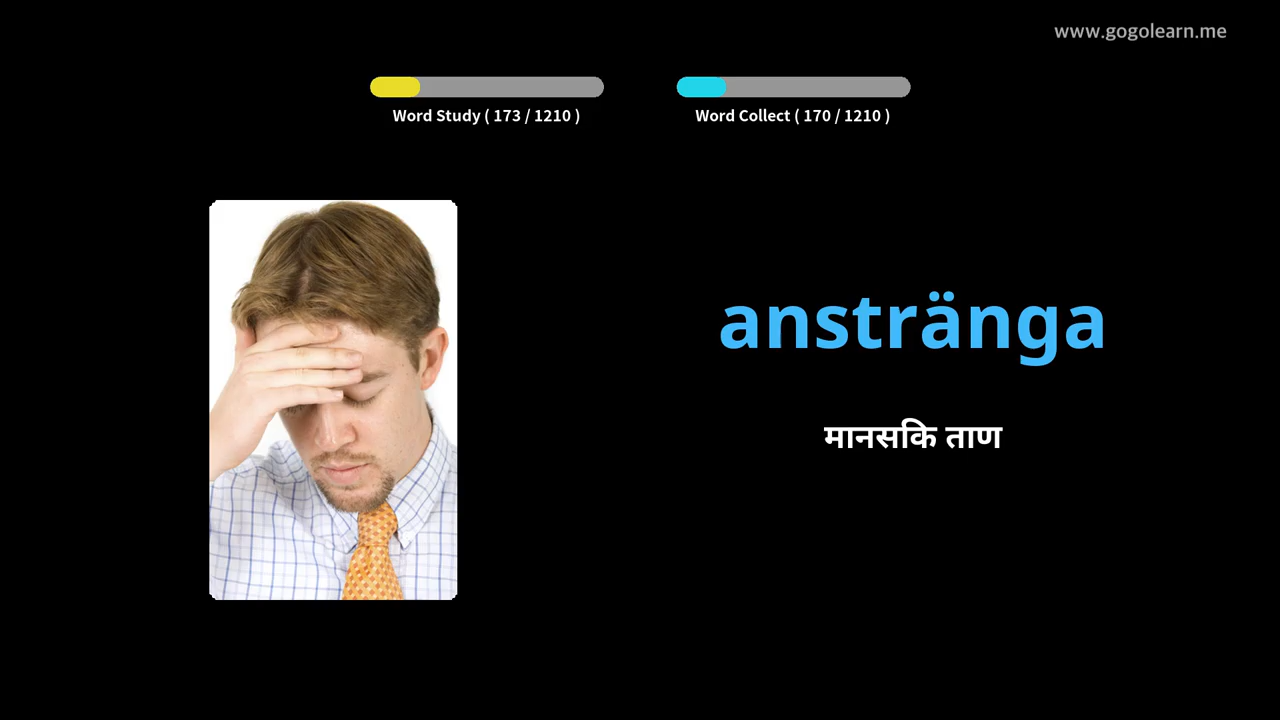 www.gogolearn.me
Word Study ( 173 / 1210 )
Word Collect ( 170 / 1210 )
anstränga
मानसकि ताण